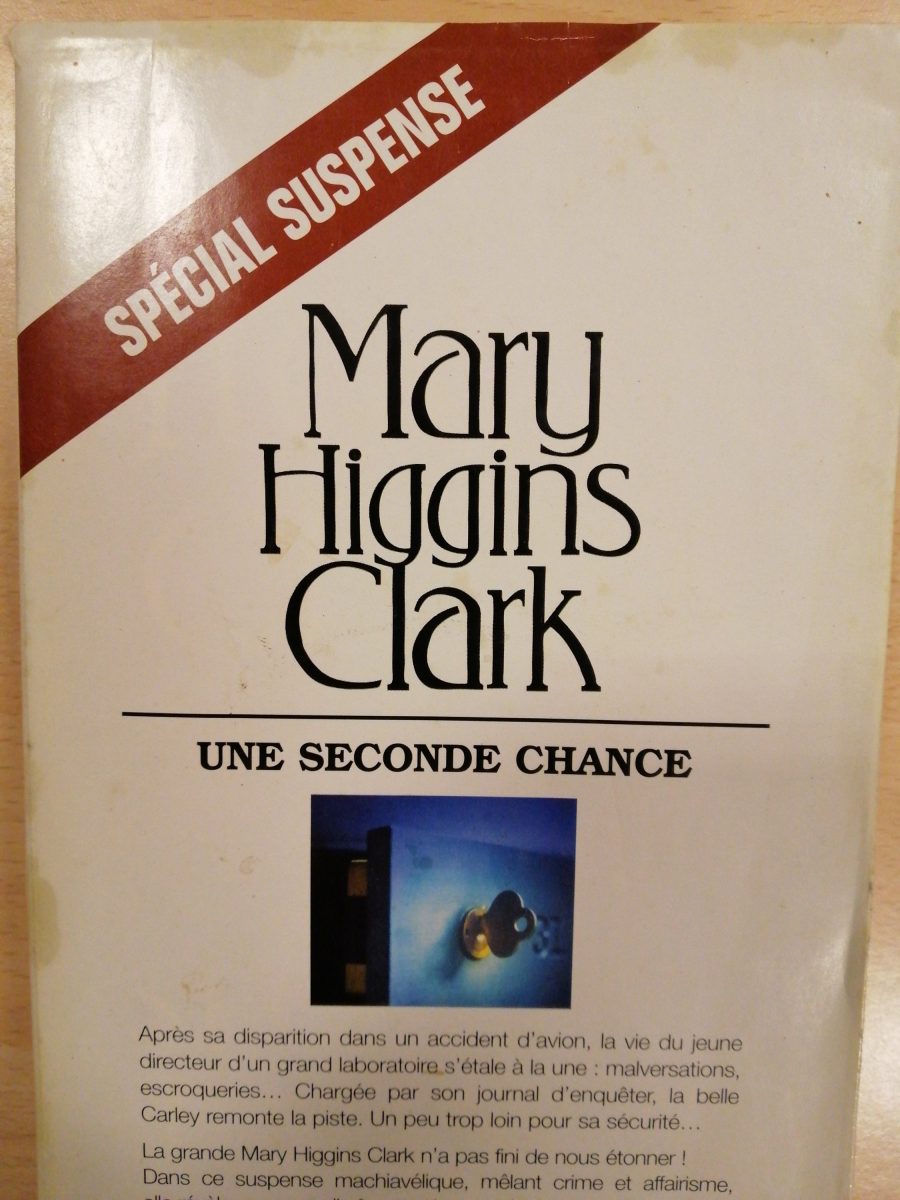 SPÉCIAL SUSPENSE
Mary
Higgins
Clark
UNE SECONDE CHANCE
Après sa disparition dans un accident d'avion, la vie du jeune
directeur d'un grand laboratoire s'étale à la une : malversations,
escroqueries... Chargée par son journal d'enquêter, la belle
Carley remonte la piste. Un peu trop loin pour sa sécurité...
La grande Mary Higgins Clark n'a pas fini de nous étonner !
Dans ce suspense machiavélique, mêlant crime et affairisme,